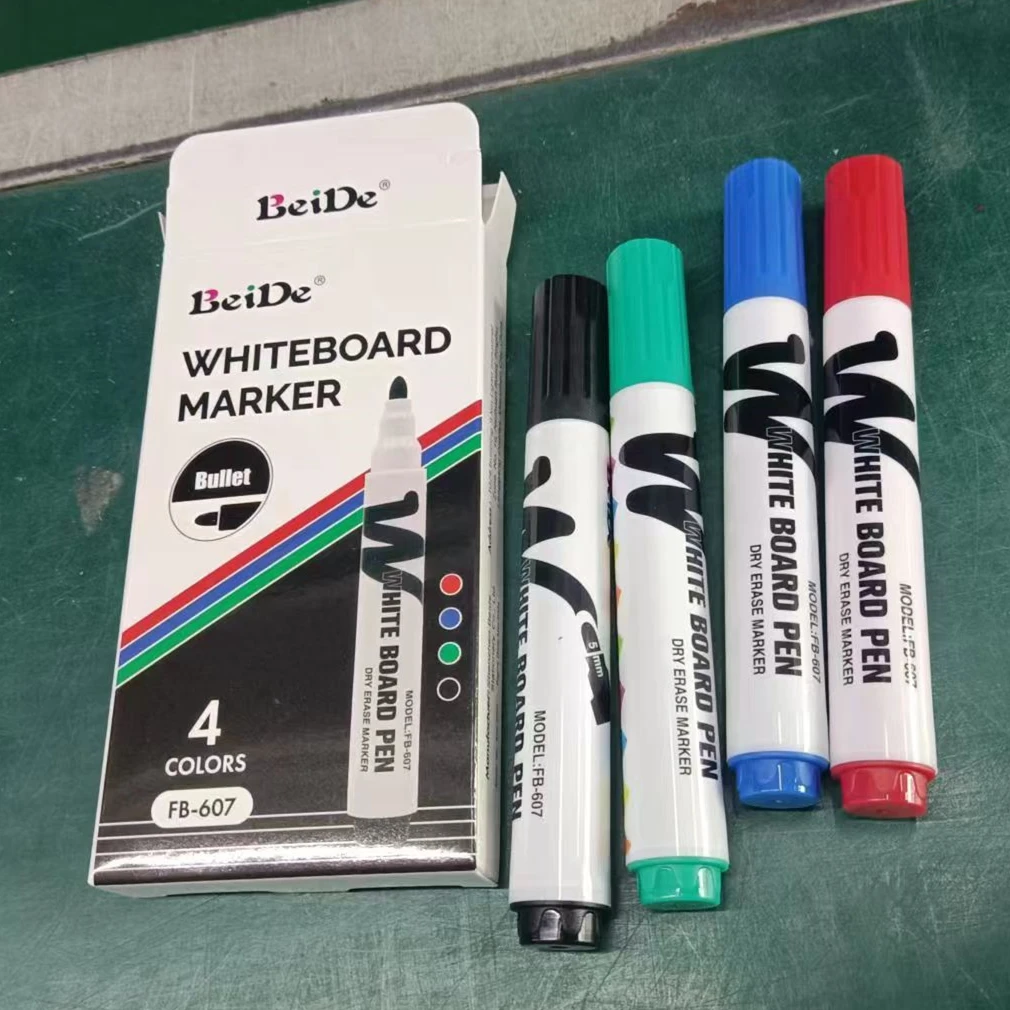 BeiDe®
BeiDe®
WHITEBOARD
MARKER
Bullet
WHITE BOARD PEN
DRY ERASE MARKER
MODEL:FB-607
4
COLORS
FB-607
WHITE BOARD PEN
MODEL:FB-607
5mm
WHITE BOARD PEN
DRY ERASE MARKER
WHITE BOARD PEN
DRY ERASE MARKER
MODEL:FB-607
WHITE BOARD PEN
DRY ERASE MARKER
MODEL:FB-607